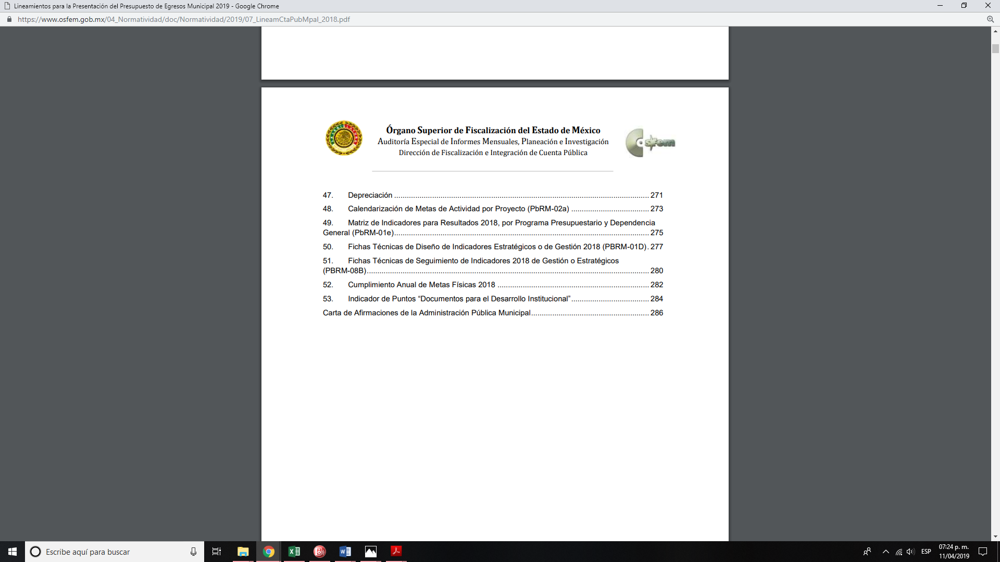 Lineamientos para la Presentación del Presupuesto de Egresos Municipal 2019 - Google Chrome
https://www.osfem.gob.mx/04_Normatividad/doc/Normatividad/2019/07_LineamCtaPubMpal_2018.pdf
Órgano Superior de Fiscalización del Estado de México
Auditoría Especial de Informes Mensuales, Planeación e Investigación
Dirección de Fiscalización e Integración de Cuenta Pública
osfem
47. Depreciación ........................................................................................................................ 271
48. Calendarización de Metas de Actividad por Proyecto (PbRM-02a) ..................................... 273
49. Matriz de Indicadores para Resultados 2018, por Programa Presupuestario y Dependencia
General (PbRM-01e)......................................................................................................................... 275
50. Fichas Técnicas de Diseño de Indicadores Estratégicos o de Gestión 2018 (PBRM-01D). 277
51. Fichas Técnicas de Seguimiento de Indicadores 2018 de Gestión o Estratégicos
(PBRM-08B)...................................................................................................................................... 280
52. Cumplimiento Anual de Metas Físicas 2018 ........................................................................ 282
53. Indicador de Puntos “Documentos para el Desarrollo Institucional”..................................... 284
Carta de Afirmaciones de la Administración Pública Municipal........................................................ 286
Escribe aquí para buscar
ESP
07:24 p. m.
11/04/2019